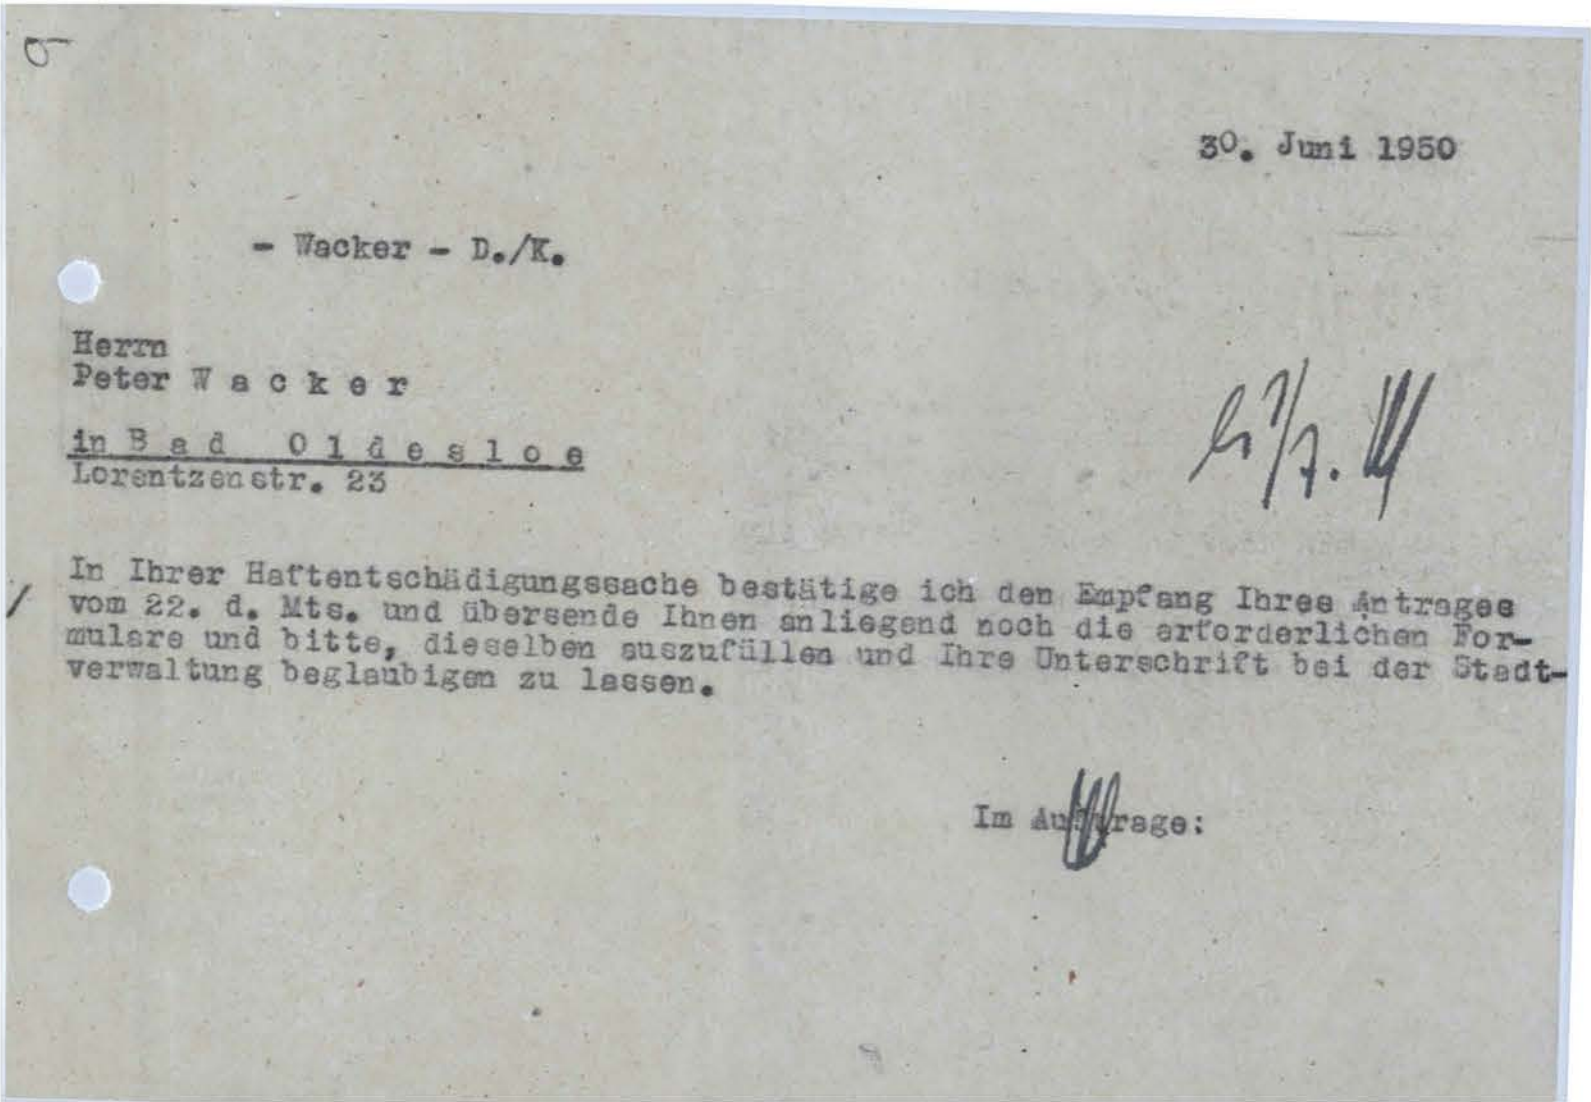 30. Juni 1950
- Wacker - D./K.
Herrn
Peter W a c k e r
in B a d O l d e s l o e
Lorentzenstr. 23
In Ihrer Haftentschädigungssache bestätige ich den Empfang Ihres Antrages
vom 22. d. Mts. und übersende Ihnen anliegend noch die erforderlichen For-
mulare und bitte, dieselben auszufüllen und Ihre Unterschrift bei der Stadt-
verwaltung beglaubigen zu lassen.
Im Auftrage: